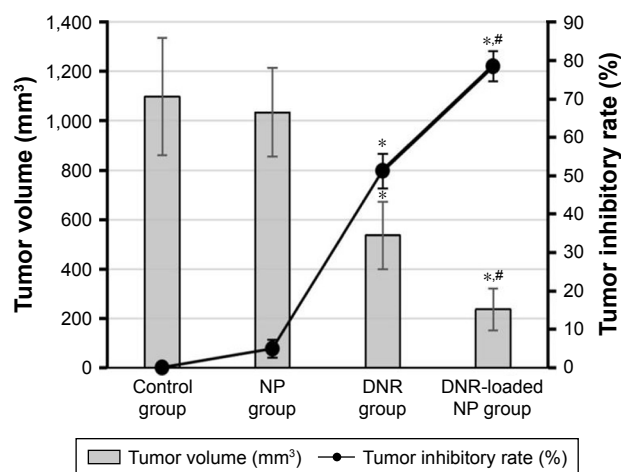 Tumor volume (mm³)
1,400
1,200
1,000
800
600
400
200
0
Tumor inhibitory rate (%)
90
80
70
60
50
40
30
20
10
0
*
*
*,#
*,#
Control
group
NP
group
DNR
group
DNR-loaded
NP group
Tumor volume (mm³) Tumor inhibitory rate (%)